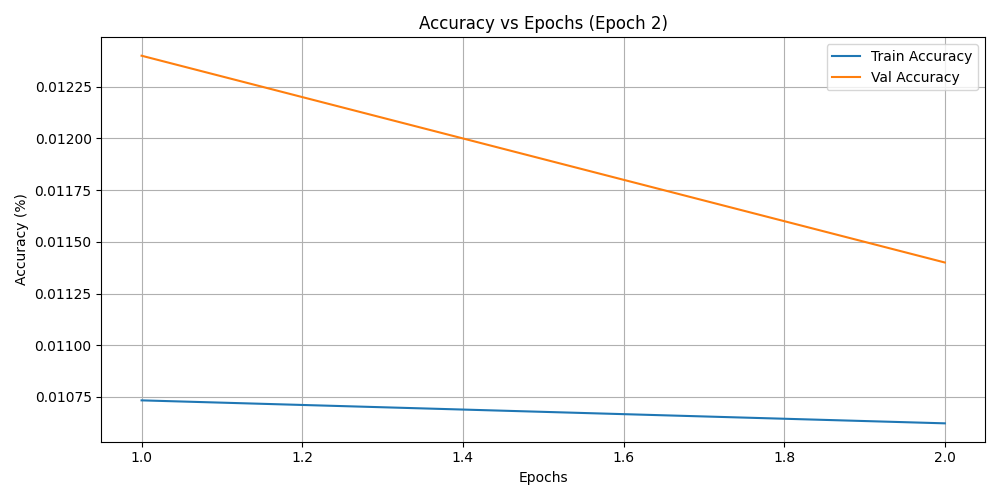 Accuracy vs Epochs (Epoch 2)
Train Accuracy
Val Accuracy
0.01225
0.01200
0.01175
0.01150
0.01125
0.01100
0.01075
Accuracy (%)
1.0 1.2 1.4 1.6 1.8 2.0
Epochs